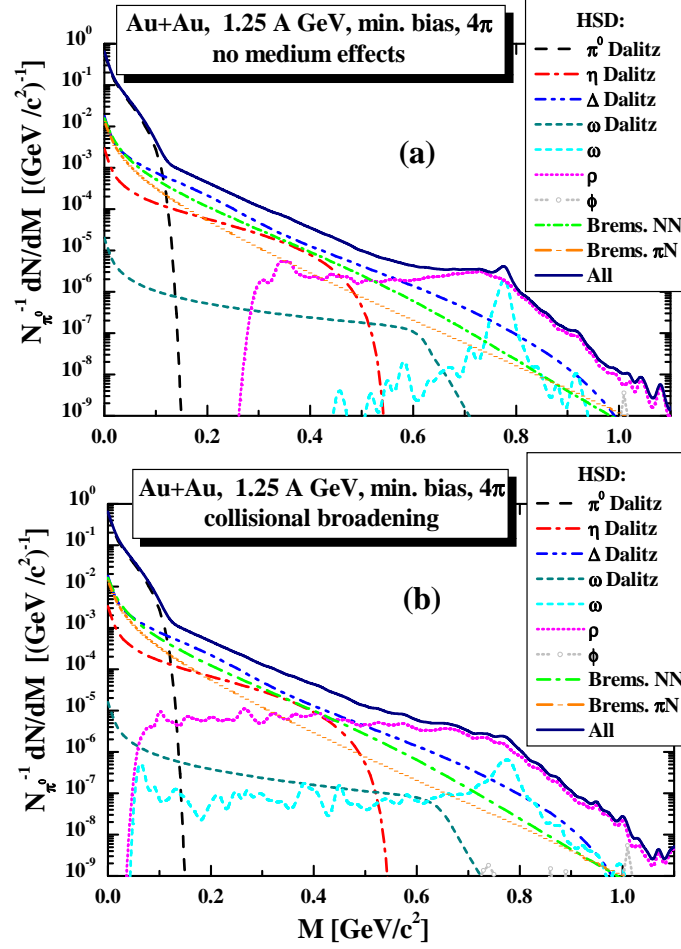 Au+Au, 1.25 A GeV, min. bias, 4π
no medium effects
HSD:
π⁰ Dalitz
η Dalitz
Δ Dalitz
ω Dalitz
ω
ρ
ϕ
Brems. NN
Brems. πN
All
(a)
10⁰
10⁻¹
10⁻²
10⁻³
10⁻⁴
10⁻⁵
10⁻⁶
10⁻⁷
10⁻⁸
10⁻⁹
N_π⁰⁻¹ dN/dM [(GeV /c²)⁻¹]
0.0 0.2 0.4 0.6 0.8 1.0
Au+Au, 1.25 A GeV, min. bias, 4π
collisional broadening
HSD:
π⁰ Dalitz
η Dalitz
Δ Dalitz
ω Dalitz
ω
ρ
ϕ
Brems. NN
Brems. πN
All
(b)
10⁰
10⁻¹
10⁻²
10⁻³
10⁻⁴
10⁻⁵
10⁻⁶
10⁻⁷
10⁻⁸
10⁻⁹
N_π⁰⁻¹ dN/dM [(GeV /c²)⁻¹]
0.0 0.2 0.4 0.6 0.8 1.0
M [GeV/c²]